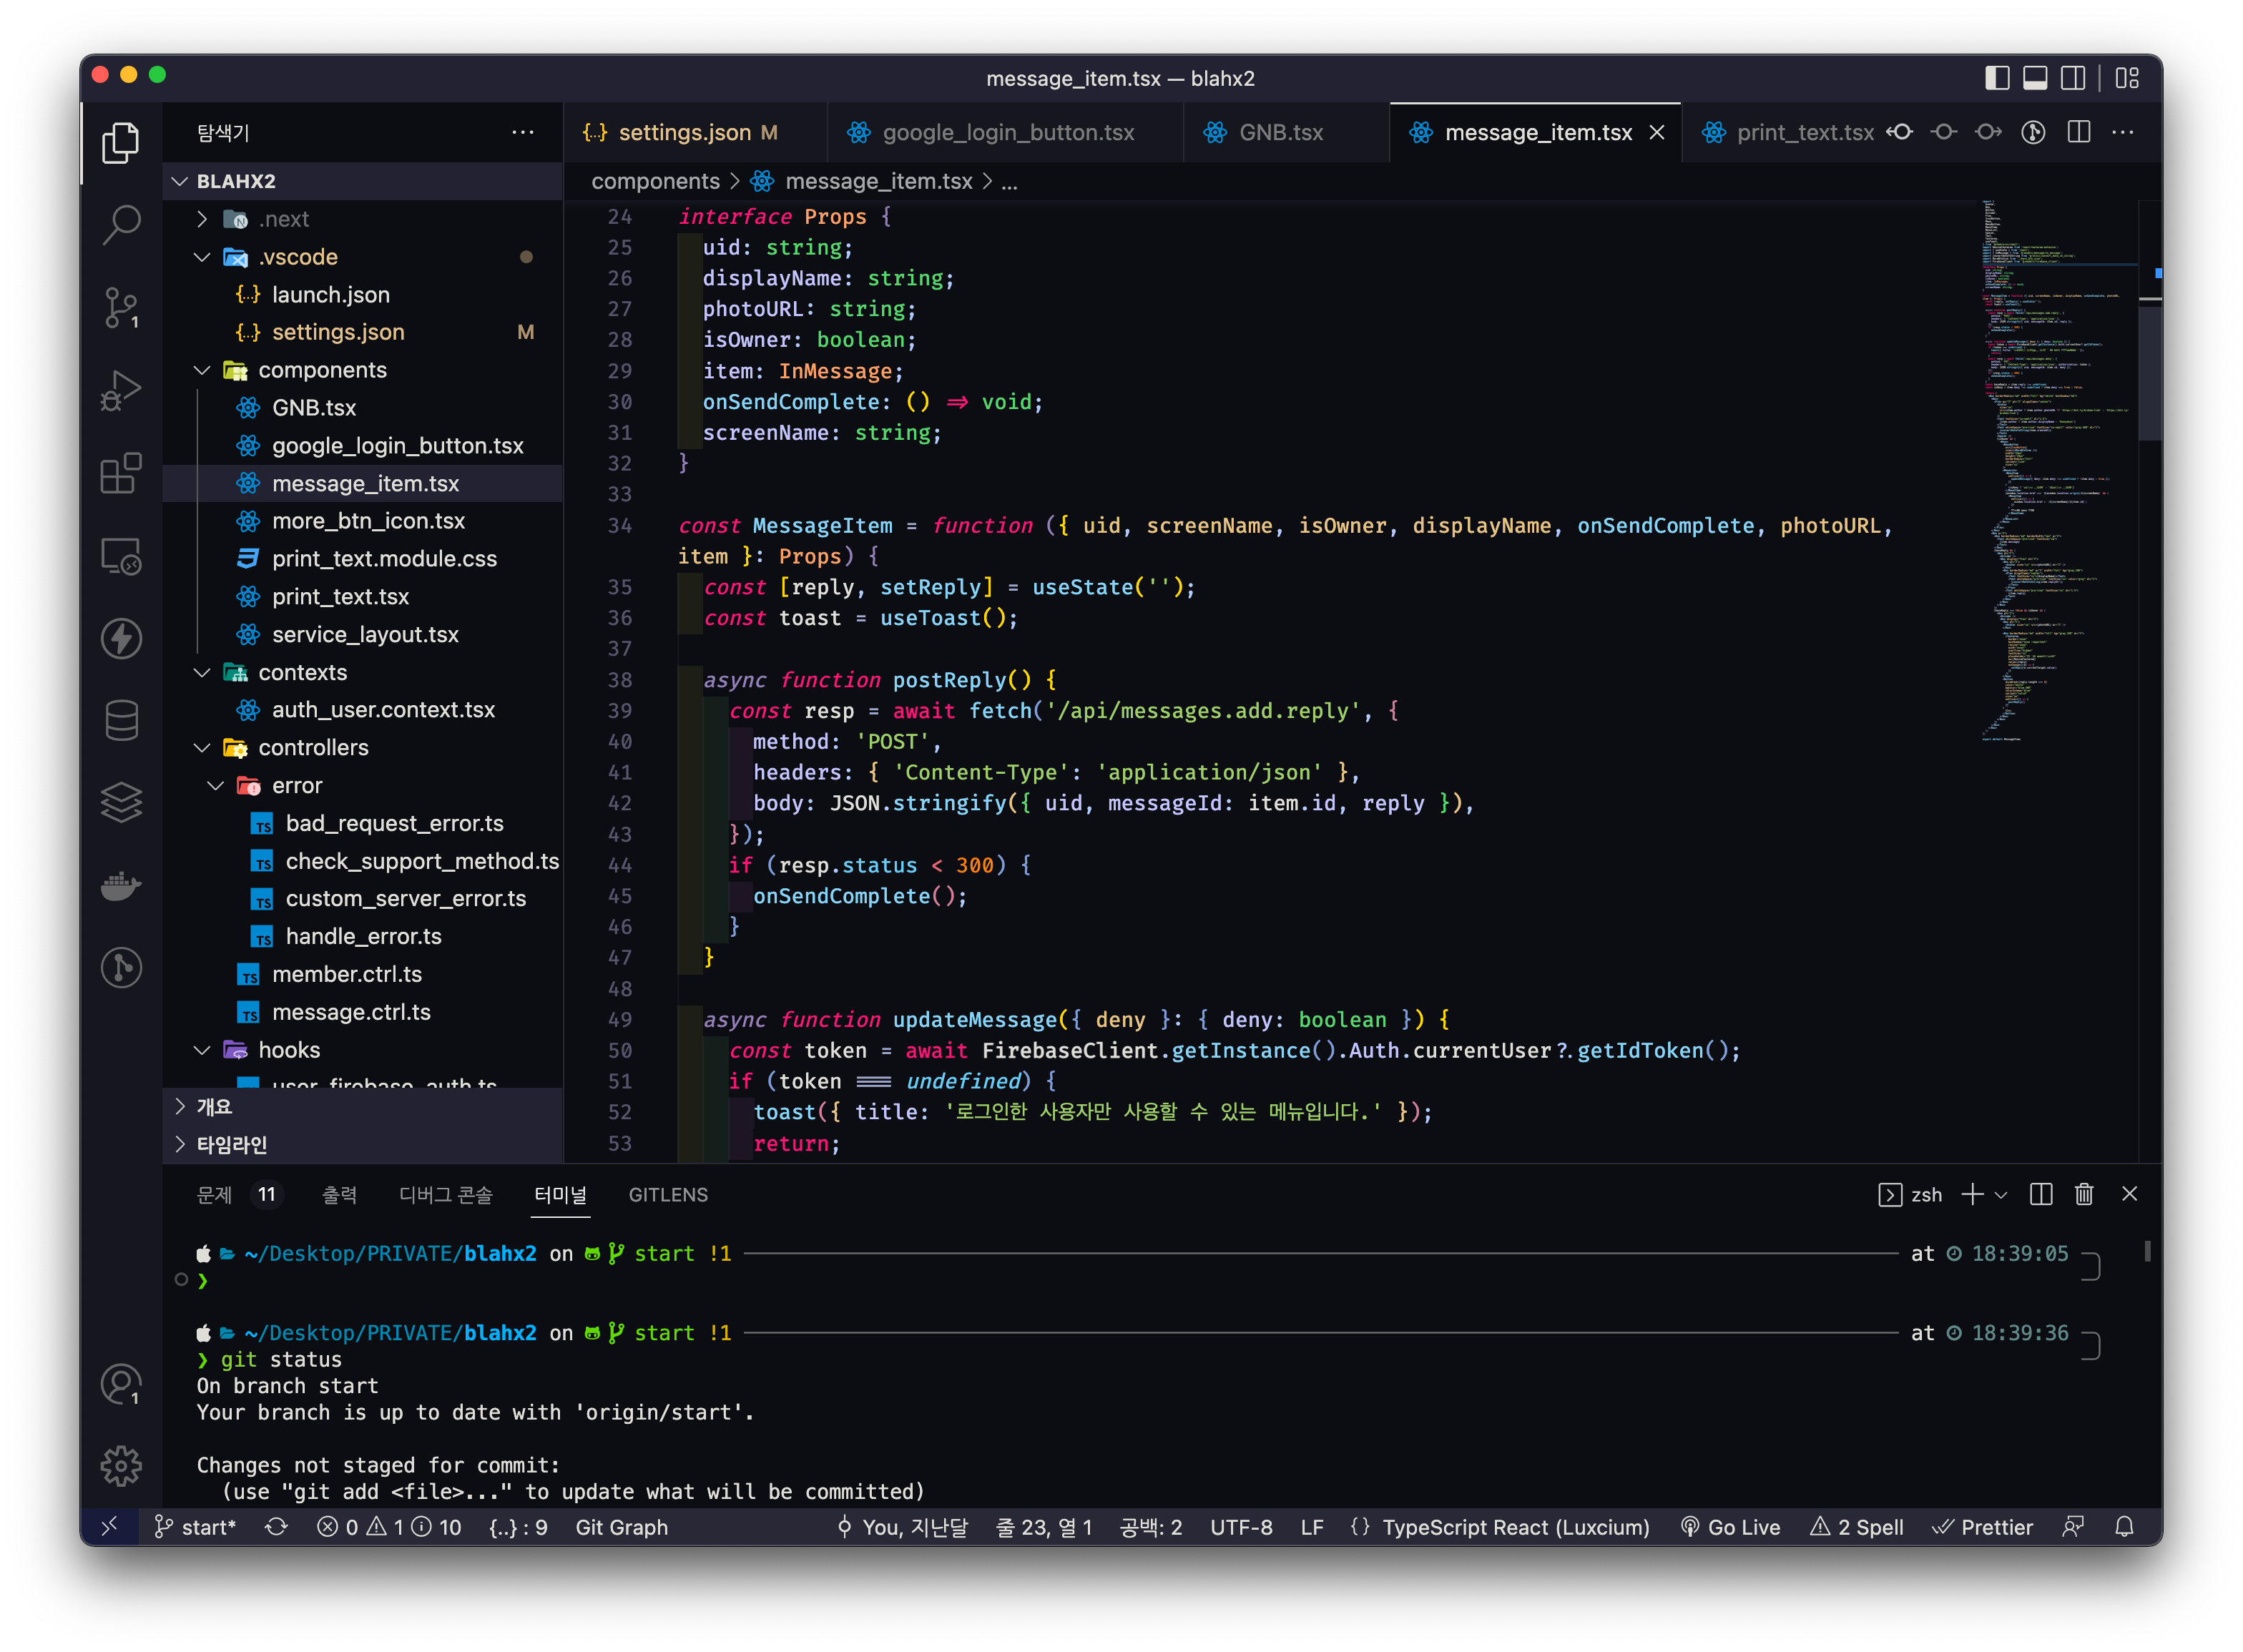 message_item.tsx — blahx2
탐색기
settings.json M
google_login_button.tsx
GNB.tsx
message_item.tsx
print_text.tsx
components > message_item.tsx > ...
BLAHX2
.next
.vscode
launch.json
settings.json M
components
GNB.tsx
google_login_button.tsx
message_item.tsx
more_btn_icon.tsx
print_text.module.css
print_text.tsx
service_layout.tsx
contexts
auth_user.context.tsx
controllers
error
bad_request_error.ts
check_support_method.ts
custom_server_error.ts
handle_error.ts
member.ctrl.ts
message.ctrl.ts
hooks
user_firebase_auth.ts
개요
타임라인
1
1
24 interface Props {
25 uid: string;
26 displayName: string;
27 photoURL: string;
28 isOwner: boolean;
29 item: InMessage;
30 onSendComplete: () => void;
31 screenName: string;
32 }
33
34 const MessageItem = function ({ uid, screenName, isOwner, displayName, onSendComplete, photoURL,
item }: Props) {
35 const [reply, setReply] = useState('');
36 const toast = useToast();
37
38 async function postReply() {
39 const resp = await fetch('/api/messages.add.reply', {
40 method: 'POST',
41 headers: { 'Content-Type': 'application/json' },
42 body: JSON.stringify({ uid, messageId: item.id, reply }),
43 });
44 if (resp.status < 300) {
45 onSendComplete();
46 }
47 }
48
49 async function updateMessage({ deny }: { deny: boolean }) {
50 const token = await FirebaseClient.getInstance().Auth.currentUser?.getIdToken();
51 if (token === undefined) {
52 toast({ title: '로그인한 사용자만 사용할 수 있는 메뉴입니다.' });
53 return;
문제 11 출력 디버그 콘솔 터미널 GITLENS
zsh
~/Desktop/PRIVATE/blahx2 on start !1 at 18:39:05
❯
~/Desktop/PRIVATE/blahx2 on start !1 at 18:39:36
❯ git status
On branch start
Your branch is up to date with 'origin/start'.
Changes not staged for commit:
(use "git add <file>..." to update what will be committed)
start* 0 1 10 {..} : 9 Git Graph You, 지난달 줄 23, 열 1 공백: 2 UTF-8 LF {} TypeScript React (Luxcium) Go Live 2 Spell Prettier